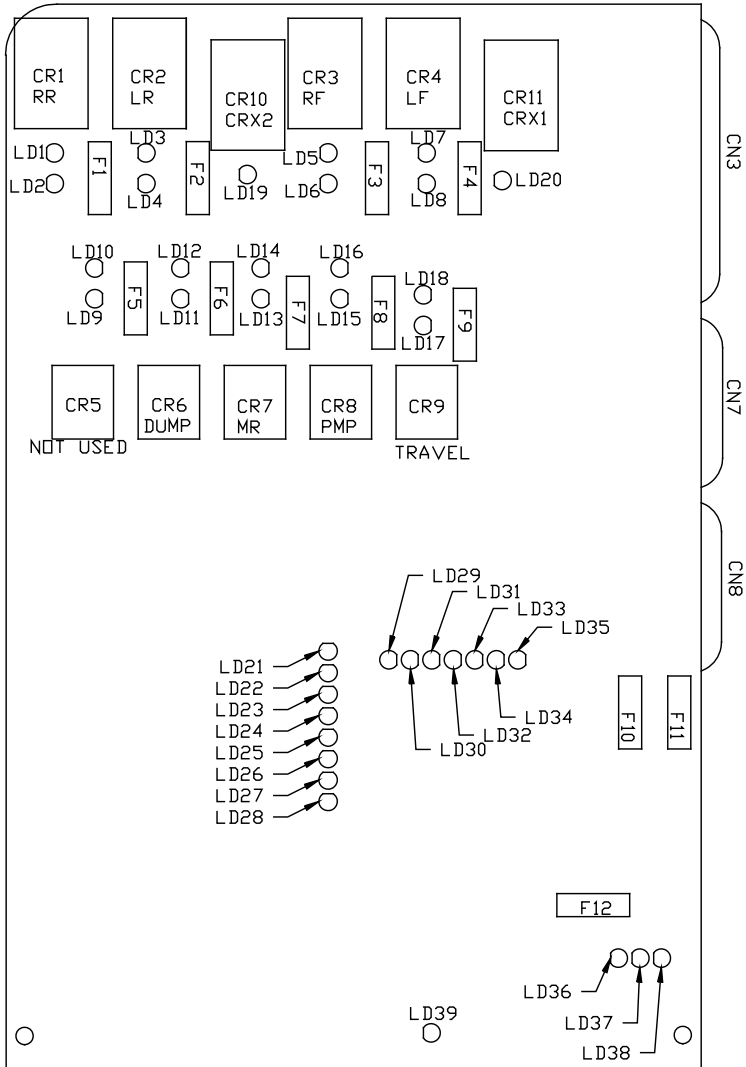 CR1
RR
CR2
LR
CR10
CRX2
CR3
RF
CR4
LF
CR11
CRX1
CN3
LD1
LD2
F1
LD3
LD4
F2
LD19
LD5
LD6
F3
LD7
LD8
F4
LD20
LD10
LD9
F5
LD12
LD11
F6
LD14
LD13
F7
LD16
LD15
F8
LD18
LD17
F9
CN7
CR5
NOT USED
CR6
DUMP
CR7
MR
CR8
PMP
CR9
TRAVEL
CN8
LD29
LD31
LD33
LD35
LD21
LD22
LD23
LD24
LD25
LD26
LD27
LD28
LD34
LD32
LD30
F10
F11
F12
LD36
LD37
LD38
LD39